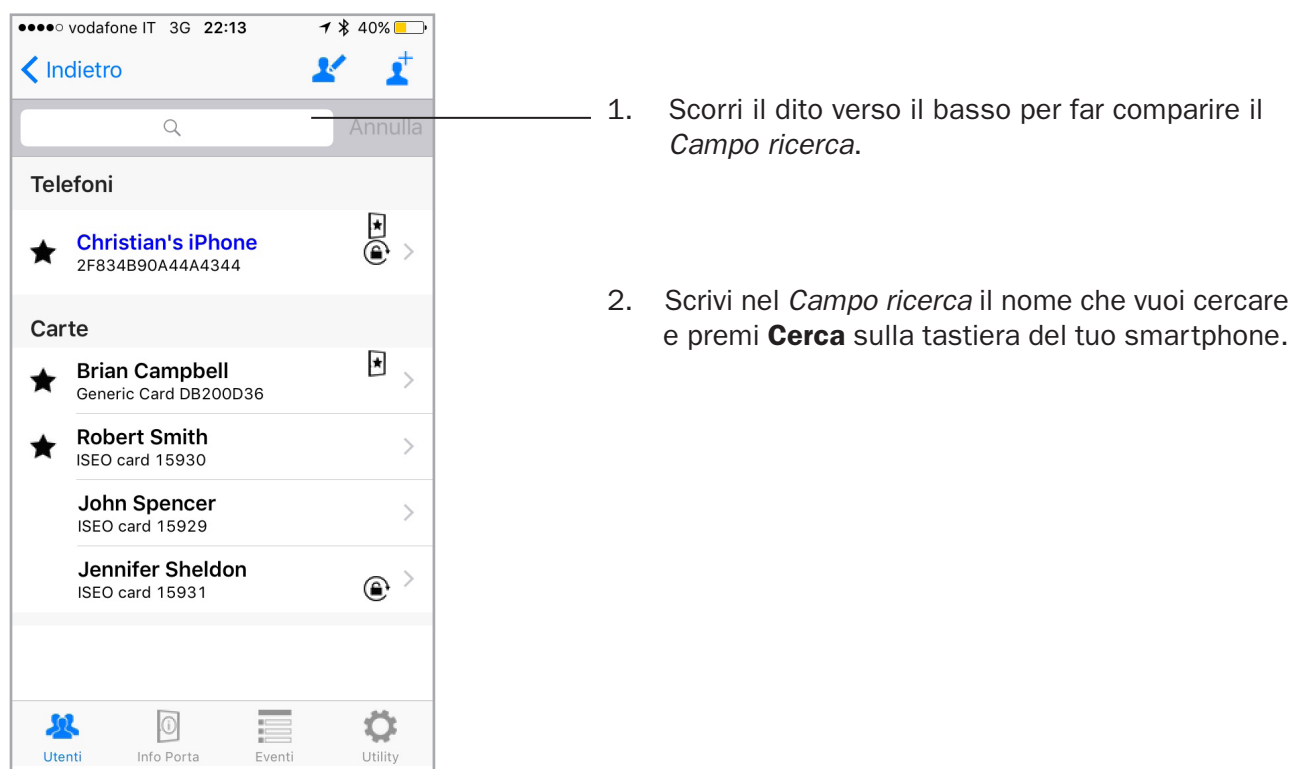 vodafone IT 3G 22:13 40%
Indietro
Annulla
Telefoni
Christian's iPhone
2F834B90A44A4344
Carte
Brian Campbell
Generic Card DB200D36
Robert Smith
ISEO card 15930
John Spencer
ISEO card 15929
Jennifer Sheldon
ISEO card 15931
Utenti Info Porta Eventi Utility
1. Scorri il dito verso il basso per far comparire il
Campo ricerca.
2. Scrivi nel Campo ricerca il nome che vuoi cercare
e premi Cerca sulla tastiera del tuo smartphone.